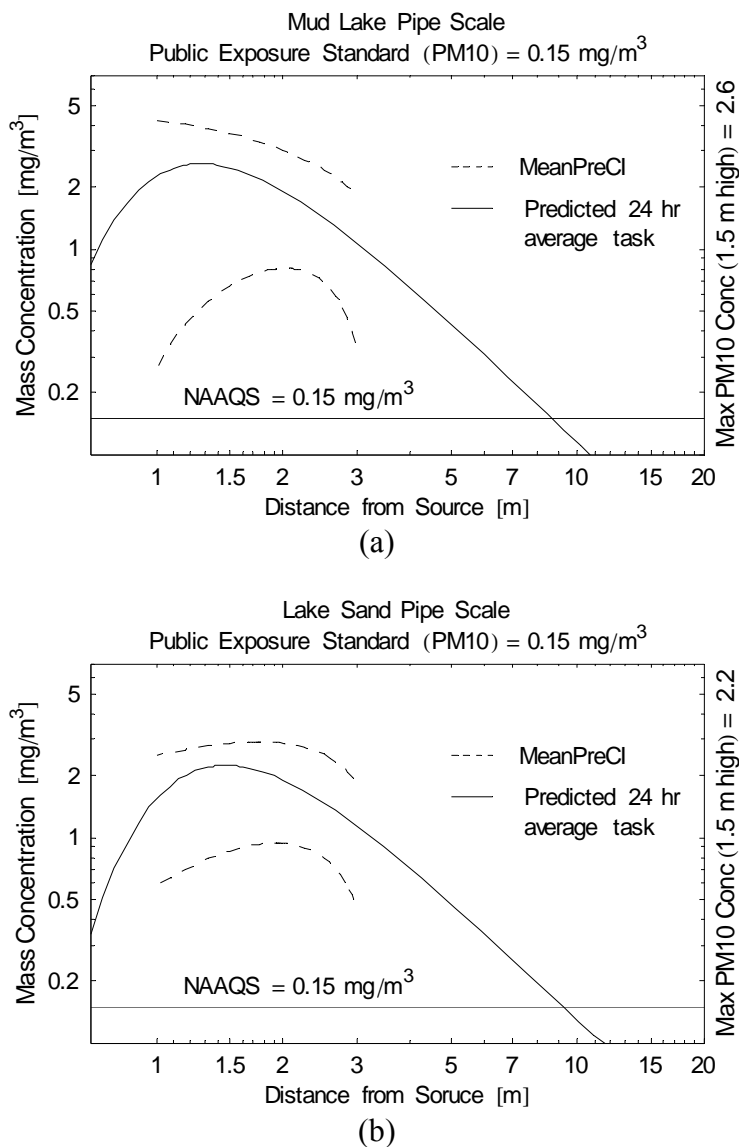 Mud Lake Pipe Scale
Public Exposure Standard (PM10) = 0.15 mg/m³
Mass Concentration [mg/m³]
5
2
1
0.5
0.2
MeanPreCI
Predicted 24 hr
average task
NAAQS = 0.15 mg/m³
Max PM10 Conc (1.5 m high) = 2.6
1 1.5 2 3 5 7 10 15 20
Distance from Source [m]
(a)
Lake Sand Pipe Scale
Public Exposure Standard (PM10) = 0.15 mg/m³
Mass Concentration [mg/m³]
5
2
1
0.5
0.2
MeanPreCI
Predicted 24 hr
average task
NAAQS = 0.15 mg/m³
Max PM10 Conc (1.5 m high) = 2.2
1 1.5 2 3 5 7 10 15 20
Distance from Soruce [m]
(b)